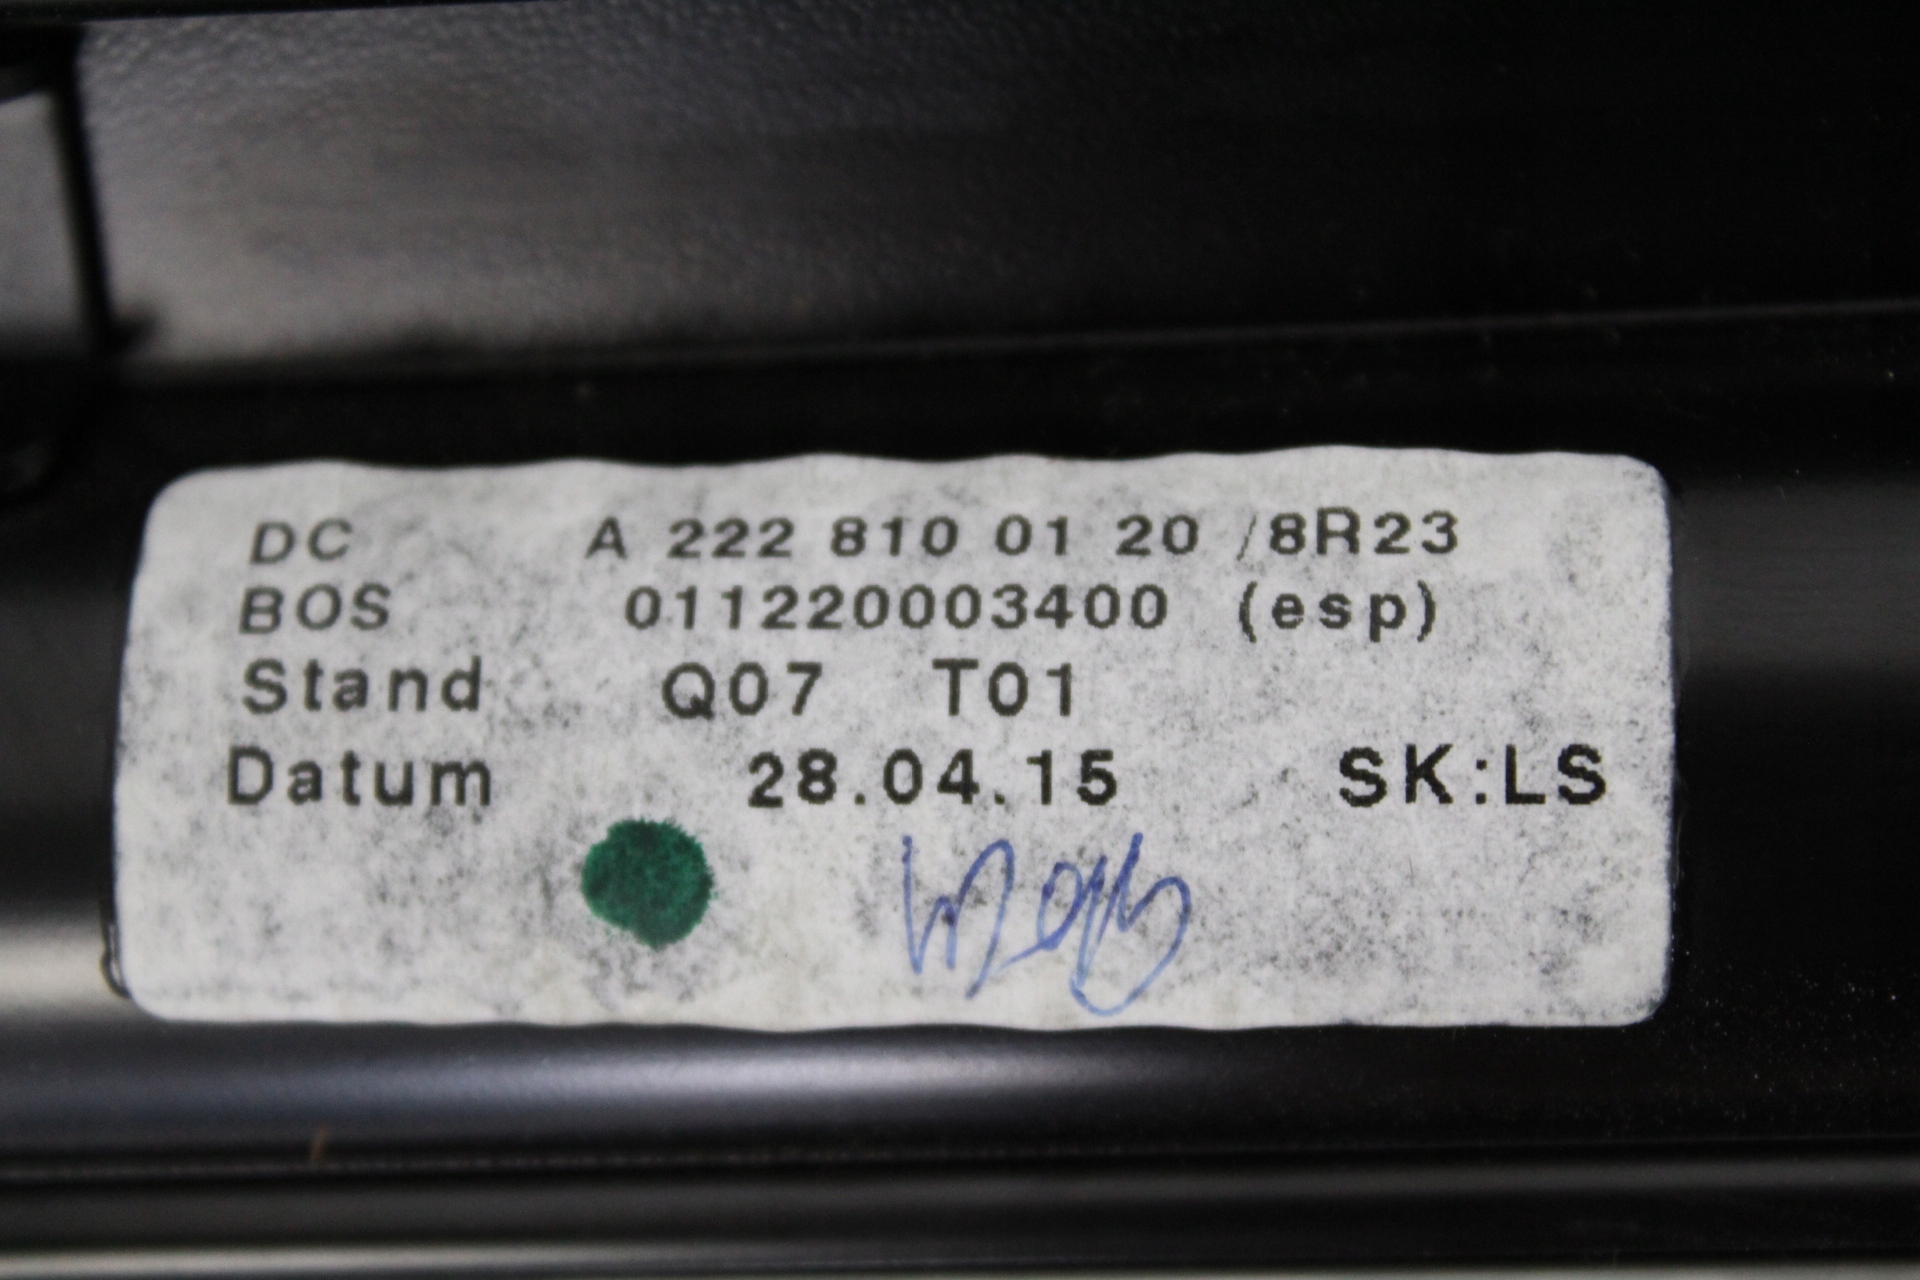 DC A 222 810 01 20 /8R23
BOS 011220003400 (esp)
Stand Q07 T01
Datum 28.04.15 SK:LS